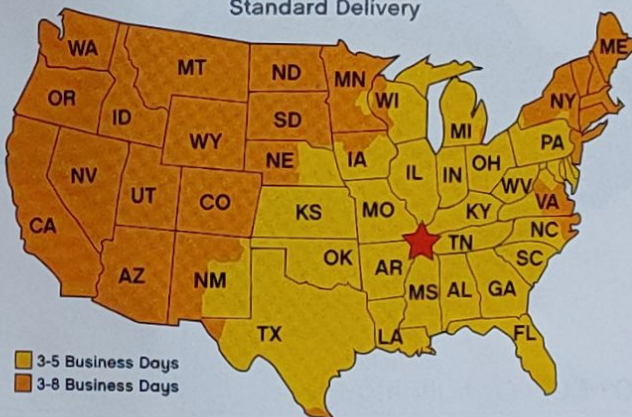 Standard Delivery
WA
MT
ND
MN
ME
OR
ID
SD
WI
NY
WY
MI
NE
IA
PA
NV
UT
IL
IN
OH
CO
WV
VA
KS
MO
KY
CA
NC
TN
OK
AR
SC
AZ
NM
MS
AL
GA
TX
LA
FL
3-5 Business Days
3-8 Business Days